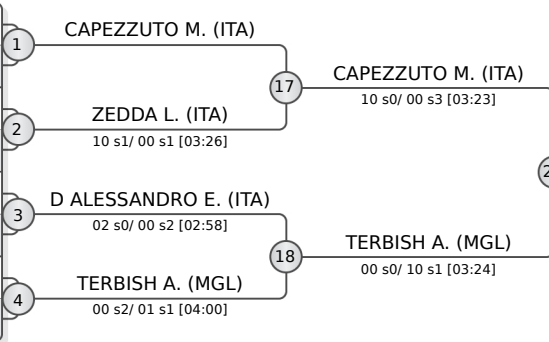 CAPEZZUTO M. (ITA)
1
17
CAPEZZUTO M. (ITA)
10 s0/ 00 s3 [03:23]
ZEDDA L. (ITA)
2
10 s1/ 00 s1 [03:26]
D ALESSANDRO E. (ITA)
3
02 s0/ 00 s2 [02:58]
18
TERBISH A. (MGL)
00 s0/ 10 s1 [03:24]
TERBISH A. (MGL)
4
00 s2/ 01 s1 [04:00]